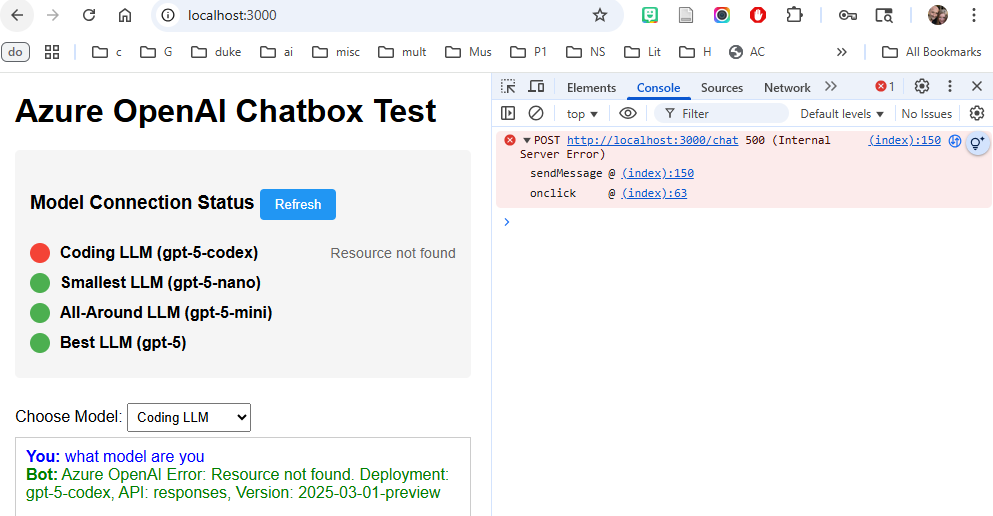 localhost:3000
do
c
G
duke
ai
misc
mult
Mus
P1
NS
Lit
H
AC
»
All Bookmarks
Azure OpenAI Chatbox Test
Model Connection Status Refresh
Coding LLM (gpt-5-codex) Resource not found
Smallest LLM (gpt-5-nano)
All-Around LLM (gpt-5-mini)
Best LLM (gpt-5)
Choose Model: Coding LLM
You: what model are you
Bot: Azure OpenAI Error: Resource not found. Deployment:
gpt-5-codex, API: responses, Version: 2025-03-01-preview
Elements Console Sources Network » 1
top Filter Default levels No Issues
POST http://localhost:3000/chat 500 (Internal (index):150
Server Error)
sendMessage @ (index):150
onclick @ (index):63